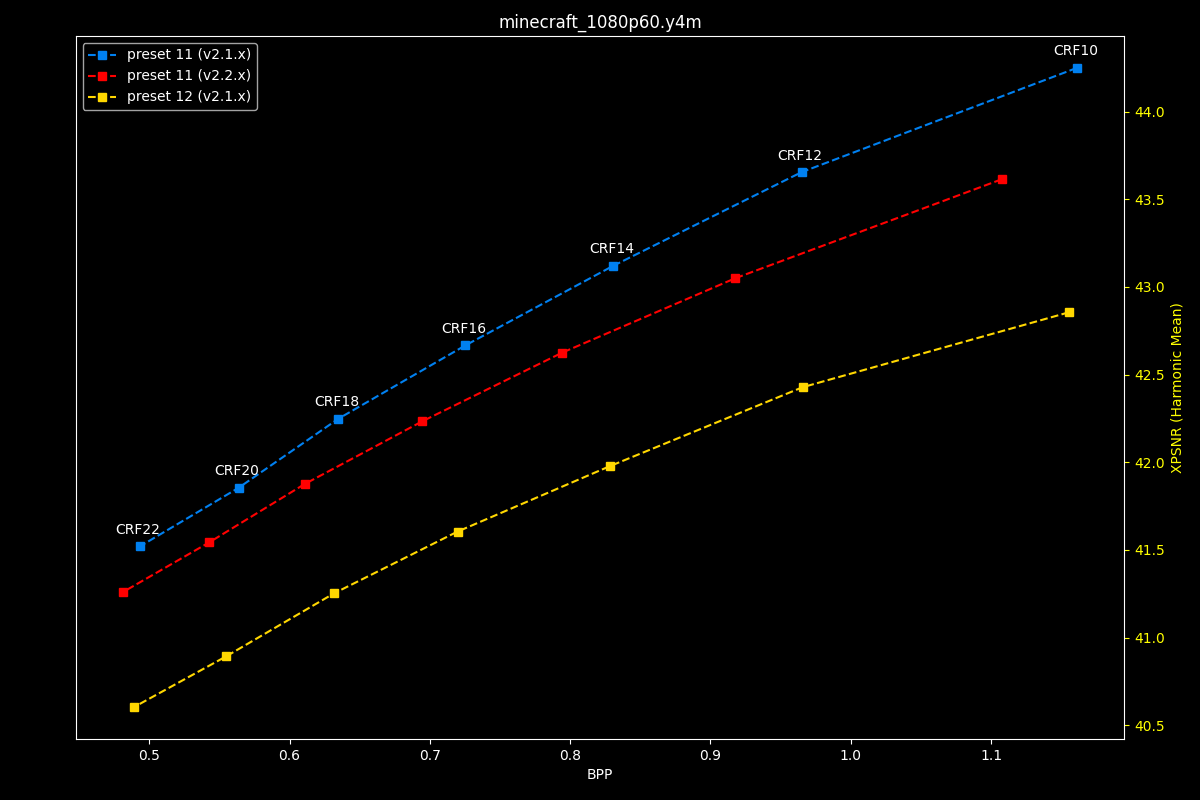 minecraft_1080p60.y4m
preset 11 (v2.1.x)
preset 11 (v2.2.x)
preset 12 (v2.1.x)
CRF10
CRF12
CRF14
CRF16
CRF18
CRF20
CRF22
44.0
43.5
43.0
42.5
42.0
41.5
41.0
40.5
XPSNR (Harmonic Mean)
0.5 0.6 0.7 0.8 0.9 1.0 1.1
BPP